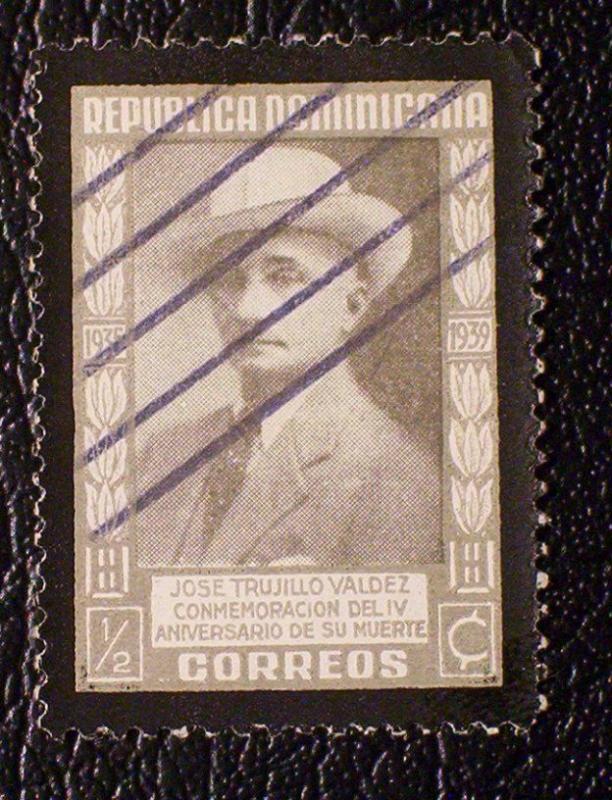 REPUBLICA DOMINICANA
1935 1939
JOSE TRUJILLO VALDEZ
CONMEMORACION DEL IV
ANIVERSARIO DE SU MUERTE
1/2 ¢
CORREOS